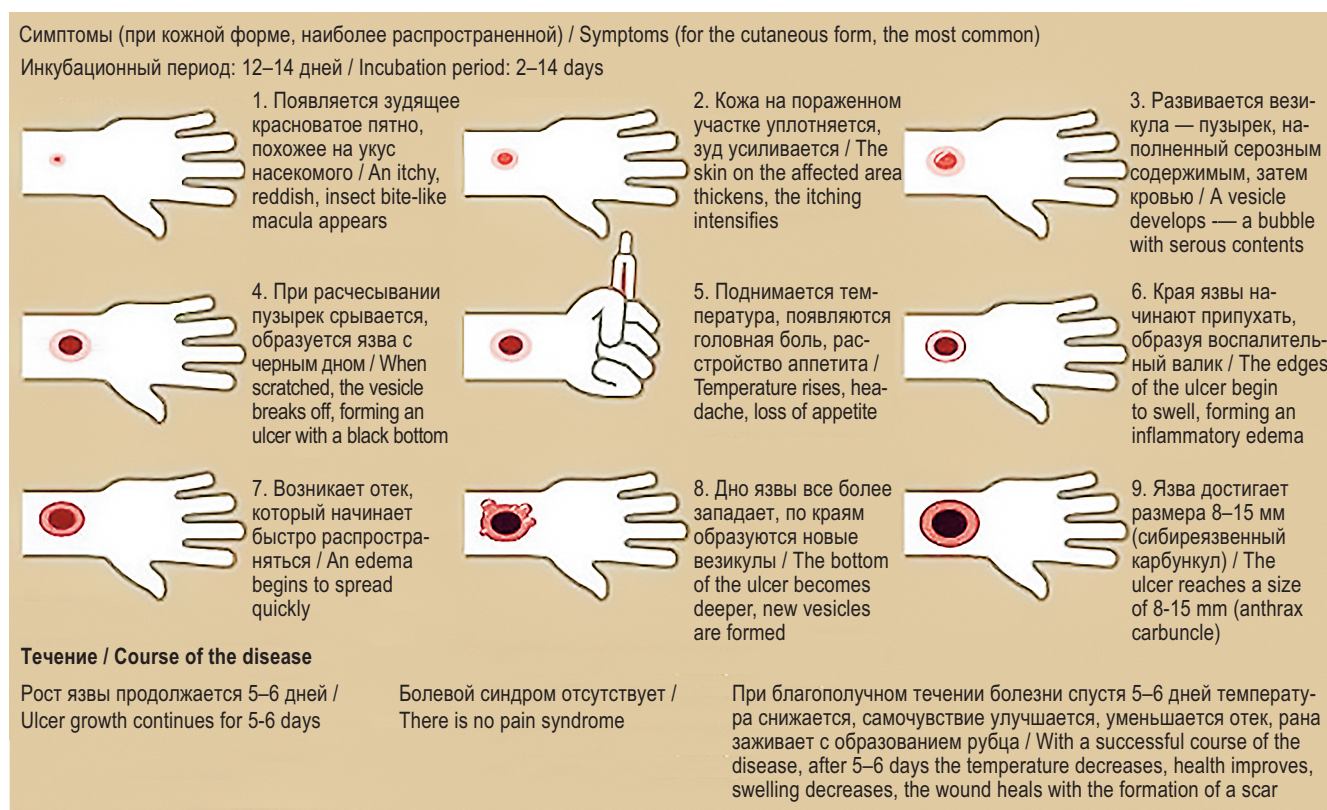 Симптомы (при кожной форме, наиболее распространенной) / Symptoms (for the cutaneous form, the most common)
Инкубационный период: 12–14 дней / Incubation period: 2–14 days
1. Появляется зудящее
красноватое пятно,
похожее на укус
насекомого / An itchy,
reddish, insect bite-like
macula appears
2. Кожа на пораженном
участке уплотняется,
зуд усиливается / The
skin on the affected area
thickens, the itching
intensifies
3. Развивается вези-
кула — пузырек, на-
полненный серозным
содержимым, затем
кровью / A vesicle
develops -— a bubble
with serous contents
4. При расчесывании
пузырек срывается,
образуется язва с
черным дном / When
scratched, the vesicle
breaks off, forming an
ulcer with a black bottom
5. Поднимается тем-
пература, появляются
головная боль, рас-
стройство аппетита /
Temperature rises, hea-
dache, loss of appetite
6. Края язвы на-
чинают припухать,
образуя воспалитель-
ный валик / The edges
of the ulcer begin
to swell, forming an
inflammatory edema
7. Возникает отек,
который начинает
быстро распростра-
няться / An edema
begins to spread
quickly
8. Дно язвы все более
западает, по краям
образуются новые
везикулы / The bottom
of the ulcer becomes
deeper, new vesicles
are formed
9. Язва достигает
размера 8–15 мм
(сибиреязвенный
карбункул) / The
ulcer reaches a size
of 8-15 mm (anthrax
carbuncle)
Течение / Course of the disease
Рост язвы продолжается 5–6 дней /
Ulcer growth continues for 5-6 days
Болевой синдром отсутствует /
There is no pain syndrome
При благополучном течении болезни спустя 5–6 дней температу-
ра снижается, самочувствие улучшается, уменьшается отек, рана
заживает с образованием рубца / With a successful course of the
disease, after 5–6 days the temperature decreases, health improves,
swelling decreases, the wound heals with the formation of a scar